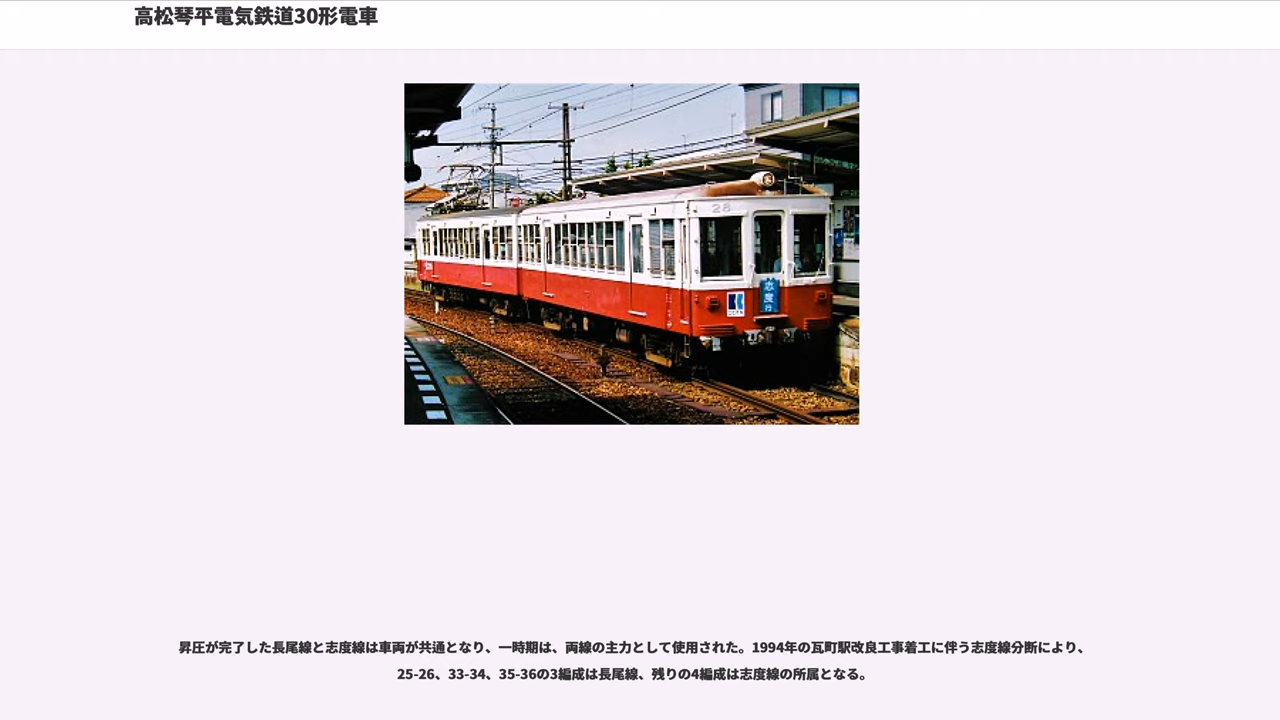 高松琴平電気鉄道30形電車
28
志度行
昇圧が完了した長尾線と志度線は車両が共通となり、一時期は、両線の主力として使用された。1994年の瓦町駅改良工事着工に伴う志度線分断により、
25-26、33-34、35-36の3編成は長尾線、残りの4編成は志度線の所属となる。